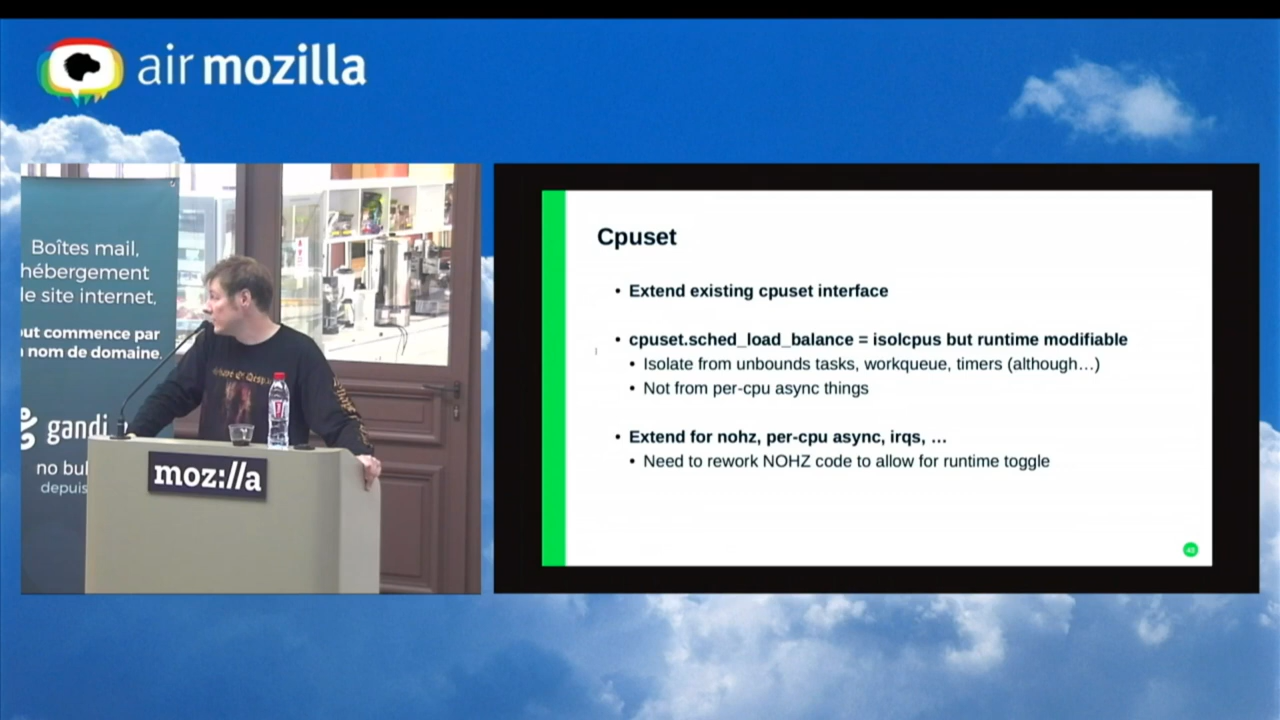 air mozilla
Boîtes mail,
hébergement
le site internet,
ut commence par
nom de domaine.
gandi
no bul
depuis
moz://a
Cpuset
• Extend existing cpuset interface
• cpuset.sched_load_balance = isolcpus but runtime modifiable
• Isolate from unbounds tasks, workqueue, timers (although…)
• Not from per-cpu async things
• Extend for nohz, per-cpu async, irqs, …
• Need to rework NOHZ code to allow for runtime toggle